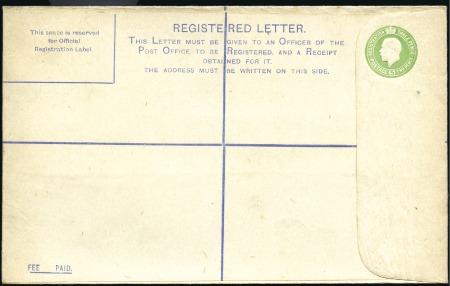 This space is reserved
for Official
Registration Label.
REGISTERED LETTER.
THIS LETTER MUST BE GIVEN TO AN OFFICER OF THE
POST OFFICE TO BE REGISTERED, AND A RECEIPT
OBTAINED FOR IT.
THE ADDRESS MUST BE WRITTEN ON THIS SIDE.
FEE PAID.